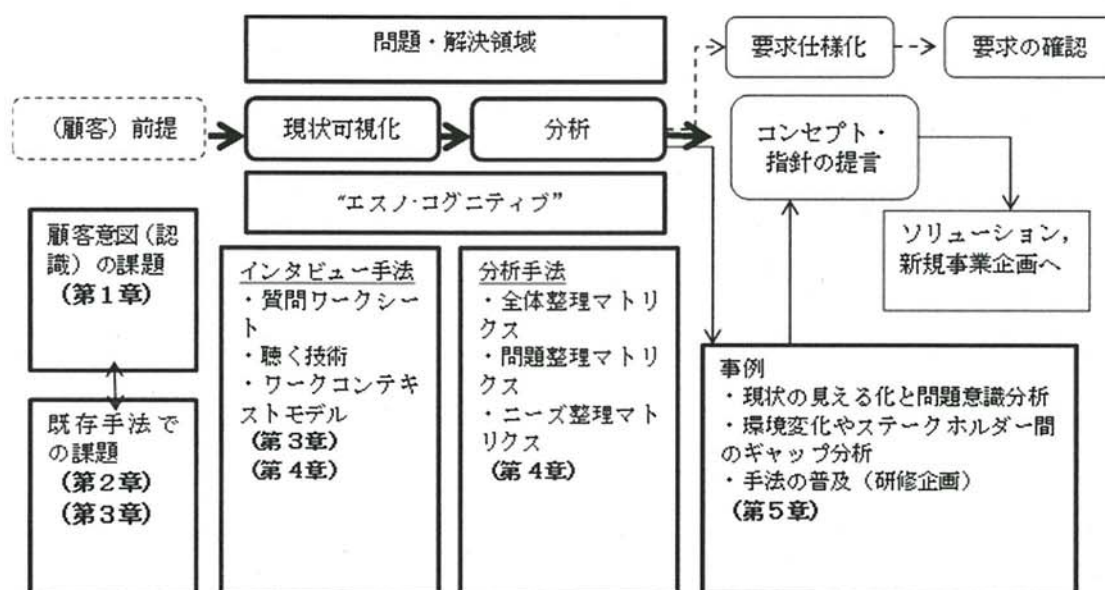 問題・解決領域
要求仕様化
要求の確認
（顧客）前提
現状可視化
分析
コンセプト・
指針の提言
“エスノ・コグニティブ”
顧客意図（認
識）の課題
（第１章）
既存手法で
の課題
（第２章）
（第３章）
インタビュー手法
・質問ワークシー
ト
・聴く技術
・ワークコンテキ
ストモデル
（第３章）
（第４章）
分析手法
・全体整理マトリ
クス
・問題整理マトリ
クス
・ニーズ整理マト
リクス
（第４章）
ソリューション，
新規事業企画へ
事例
・現状の見える化と問題意識分析
・環境変化やステークホルダー間
のギャップ分析
・手法の普及（研修企画）
（第５章）